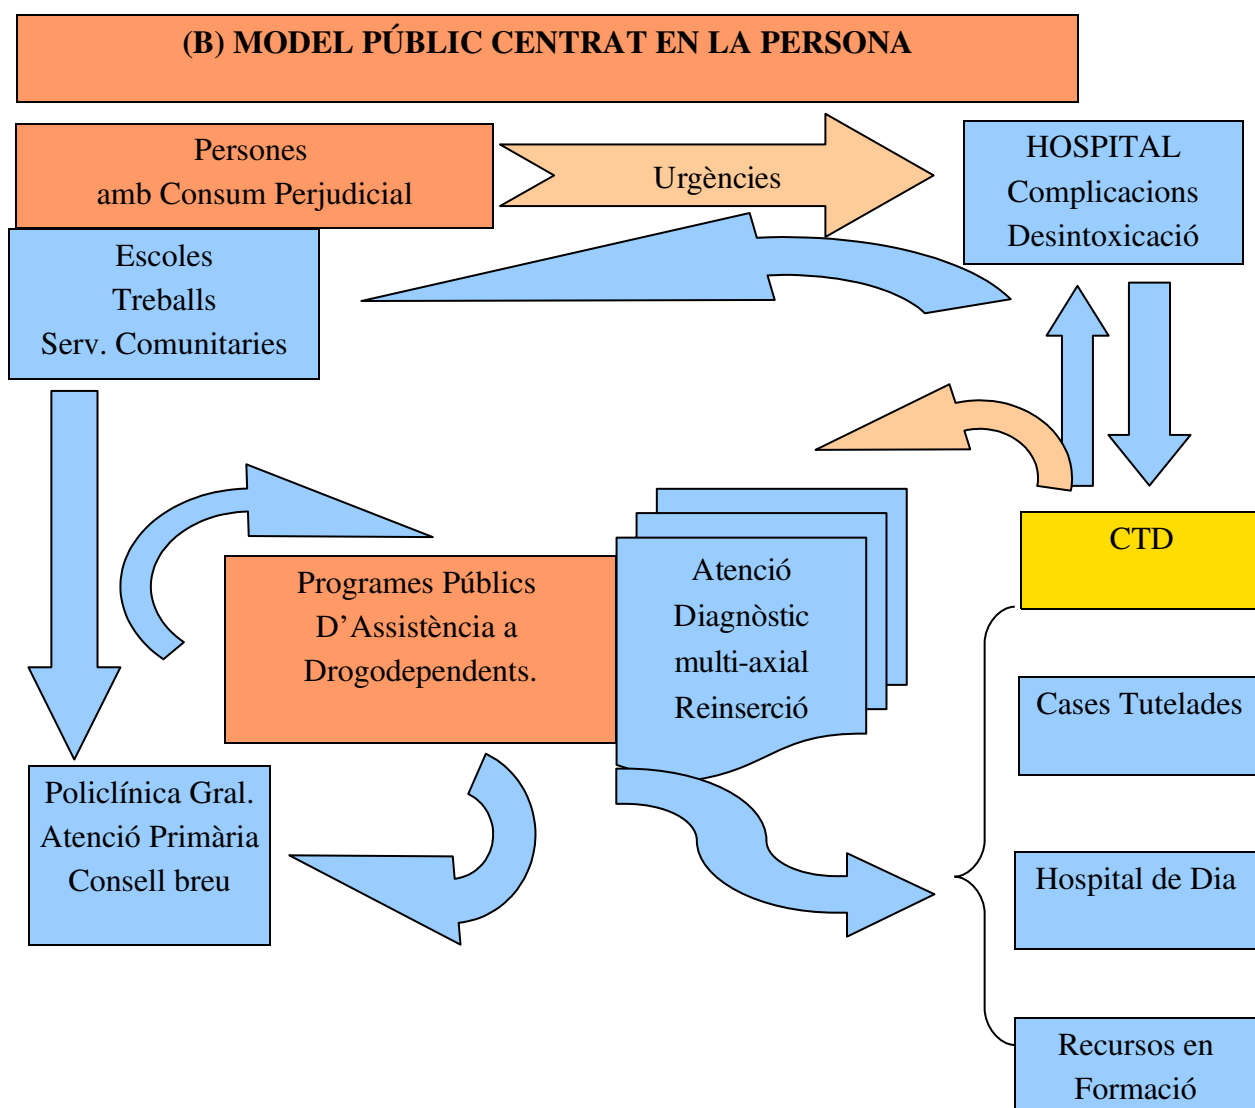 (B) MODEL PÚBLIC CENTRAT EN LA PERSONA
Persones
amb Consum Perjudicial
Urgències
HOSPITAL
Complicacions
Desintoxicació
Escoles
Treballs
Serv. Comunitaries
CTD
Programes Públics
D’Assistència a
Drogodependents.
Atenció
Diagnòstic
multi-axial
Reinserció
Cases Tutelades
Policlínica Gral.
Atenció Primària
Consell breu
Hospital de Dia
Recursos en
Formació